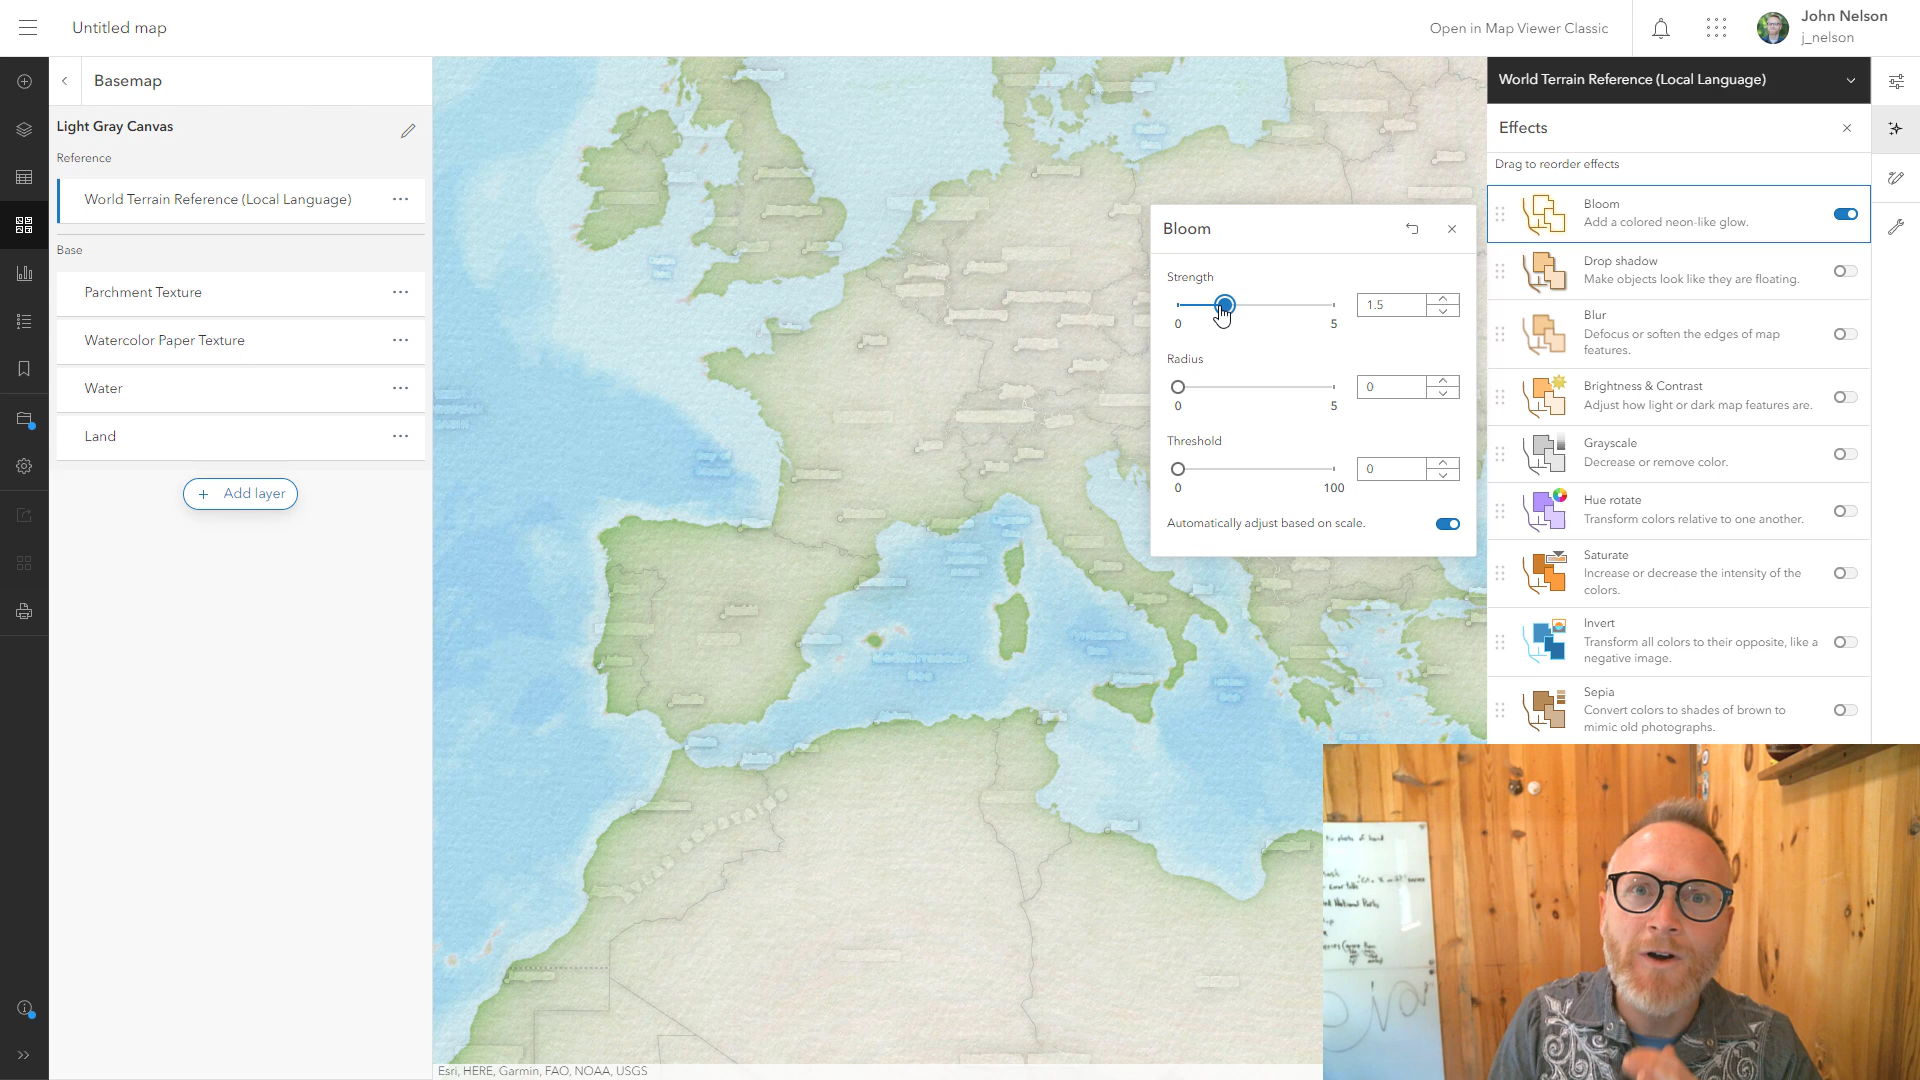 Untitled map
Open in Map Viewer Classic
John Nelson
j_nelson
Basemap
Light Gray Canvas
Reference
World Terrain Reference (Local Language)
Base
Parchment Texture
Watercolor Paper Texture
Water
Land
+ Add layer
Bloom
Strength
1.5
0
5
Radius
0
0
5
Threshold
0
0
100
Automatically adjust based on scale.
World Terrain Reference (Local Language)
Effects
Drag to reorder effects
Bloom
Add a colored neon-like glow.
Drop shadow
Make objects look like they are floating.
Blur
Defocus or soften the edges of map
features.
Brightness & Contrast
Adjust how light or dark map features are.
Grayscale
Decrease or remove color.
Hue rotate
Transform colors relative to one another.
Saturate
Increase or decrease the intensity of the
colors.
Invert
Transform all colors to their opposite, like a
negative image.
Sepia
Convert colors to shades of brown to
mimic old photographs.
Esri, HERE, Garmin, FAO, NOAA, USGS